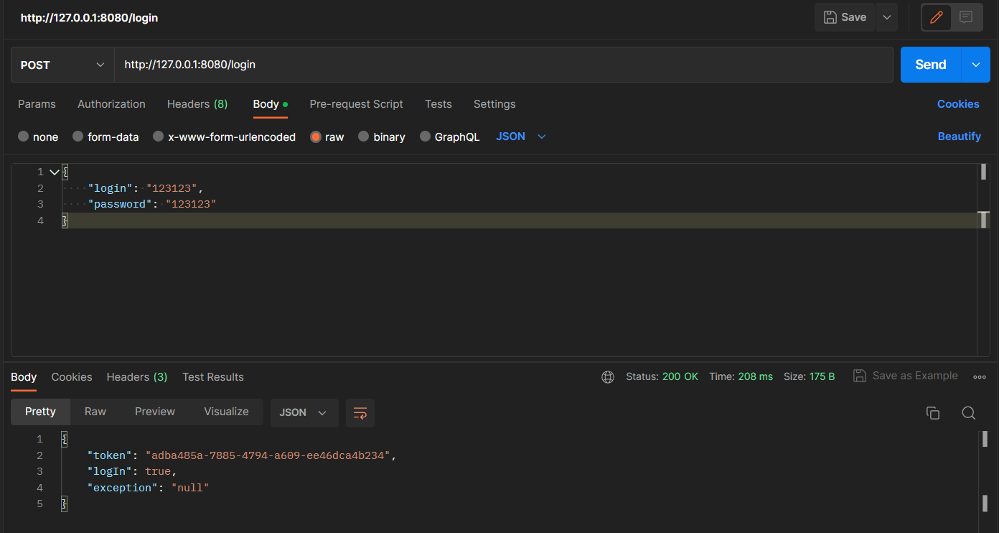 http://127.0.0.1:8080/login Save
POST http://127.0.0.1:8080/login Send
Params Authorization Headers (8) Body Pre-request Script Tests Settings Cookies
none form-data x-www-form-urlencoded raw binary GraphQL JSON Beautify
1 {
2 "login": "123123",
3 "password": "123123"
4 }
Body Cookies Headers (3) Test Results Status: 200 OK Time: 208 ms Size: 175 B Save as Example
Pretty Raw Preview Visualize JSON
1 {
2 "token": "adba485a-7885-4794-a609-ee46dca4b234",
3 "logIn": true,
4 "exception": "null"
5 }